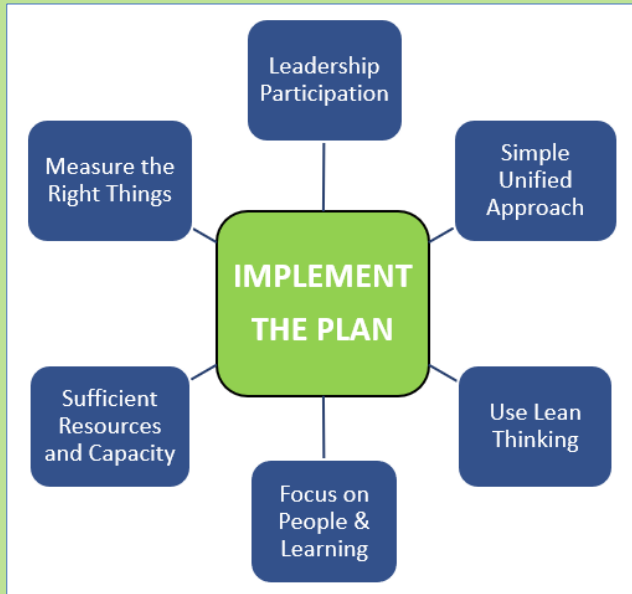 Leadership
Participation
Simple
Unified
Approach
Use Lean
Thinking
Focus on
People &
Learning
Sufficient
Resources
and Capacity
Measure the
Right Things
IMPLEMENT
THE PLAN